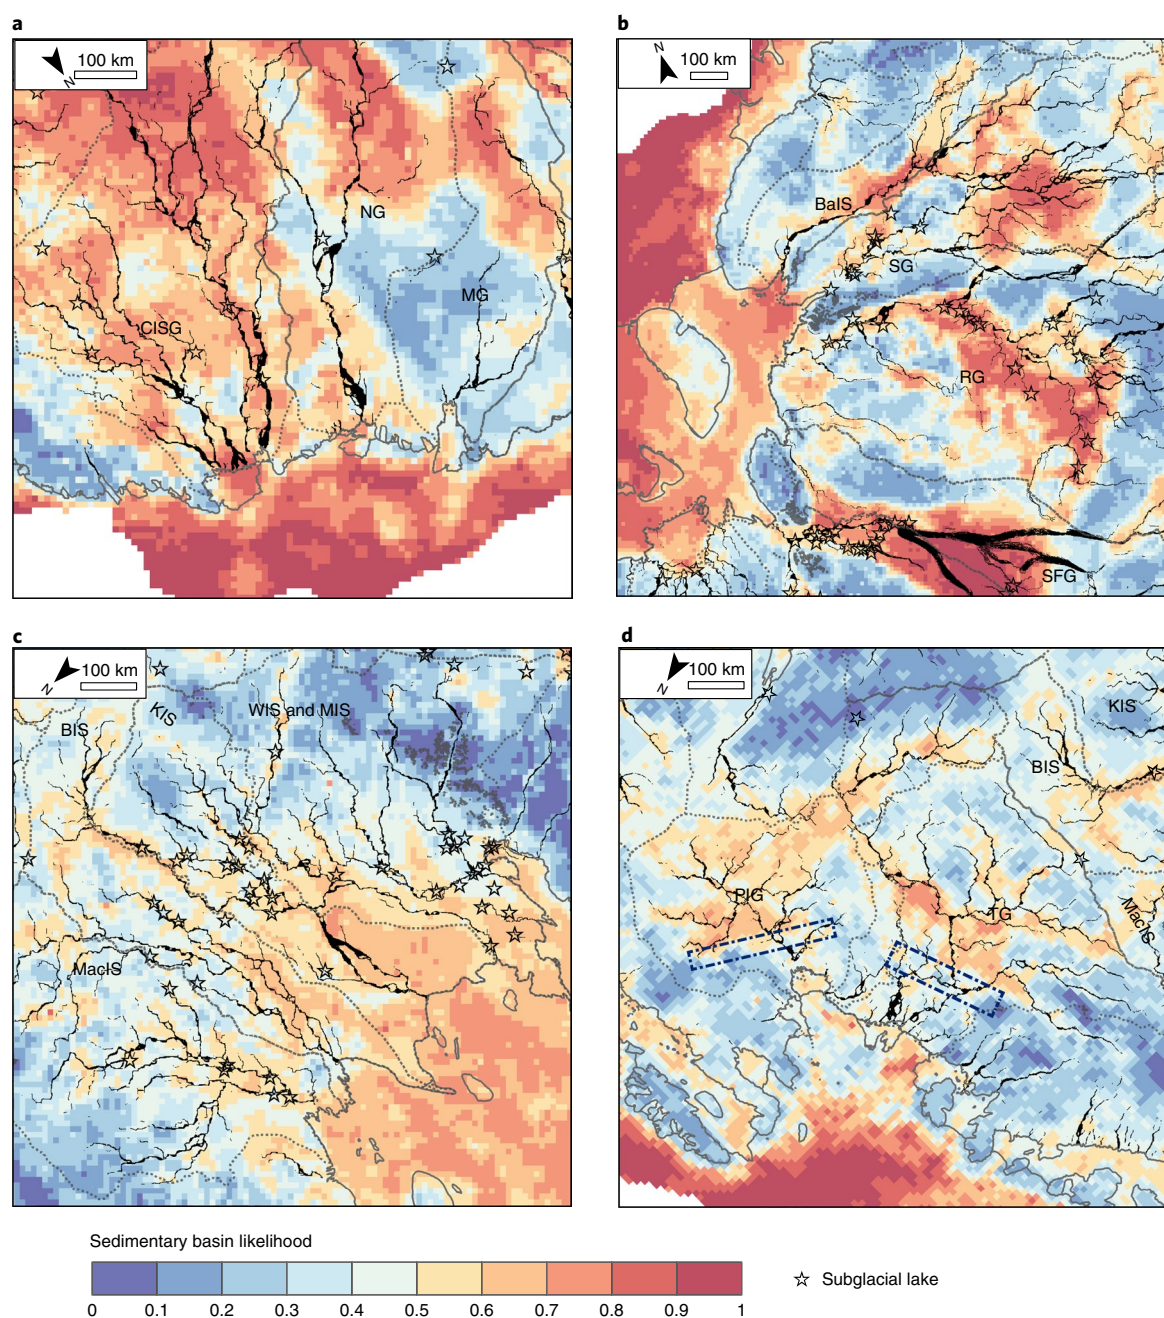 a
N
100 km
NG
MG
CISG
b
N
100 km
BaIS
SG
RG
SFG
c
N
100 km
KIS
WIS and MIS
BIS
MacIS
d
N
100 km
KIS
BIS
PIG
TG
MacIS
Sedimentary basin likelihood
0 0.1 0.2 0.3 0.4 0.5 0.6 0.7 0.8 0.9 1
Subglacial lake